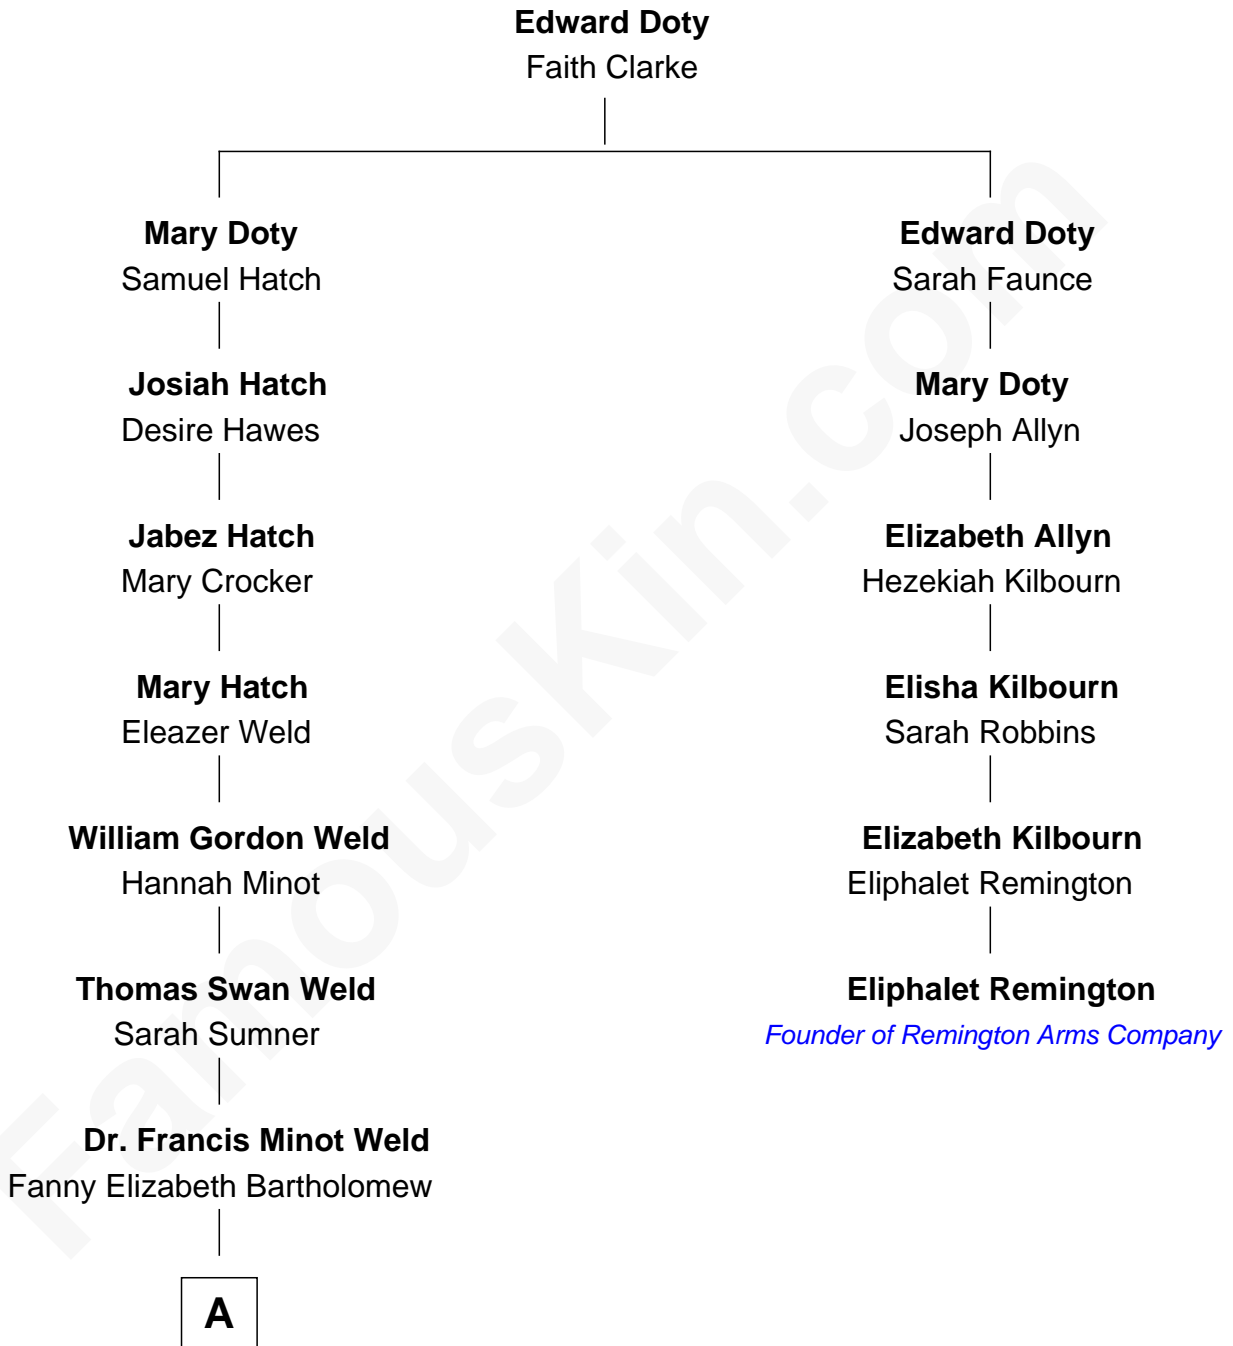 Edward Doty
Faith Clarke
Mary Doty
Samuel Hatch
Josiah Hatch
Desire Hawes
Jabez Hatch
Mary Crocker
Mary Hatch
Eleazer Weld
William Gordon Weld
Hannah Minot
Thomas Swan Weld
Sarah Sumner
Dr. Francis Minot Weld
Fanny Elizabeth Bartholomew
A
Edward Doty
Sarah Faunce
Mary Doty
Joseph Allyn
Elizabeth Allyn
Hezekiah Kilbourn
Elisha Kilbourn
Sarah Robbins
Elizabeth Kilbourn
Eliphalet Remington
Eliphalet Remington
Founder of Remington Arms Company
FamousKin.com